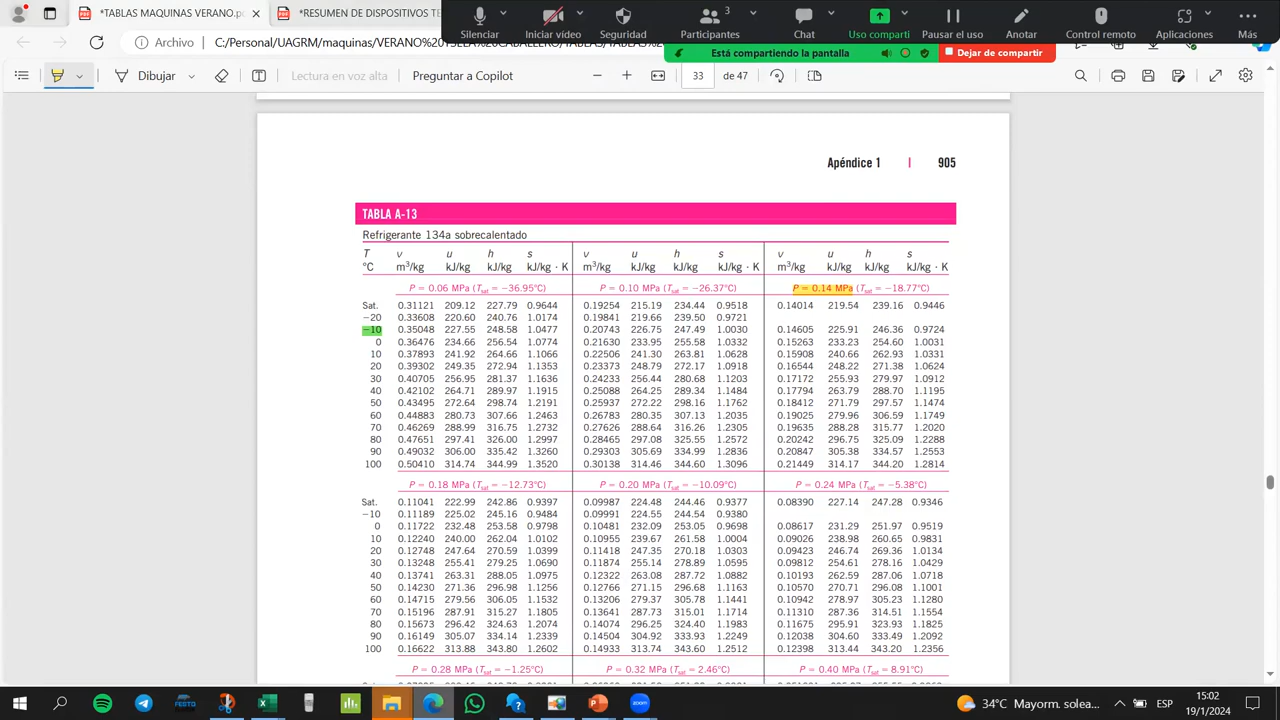 *TABLAS MAQUINAS VERANO.pc
*RESUMEN DE DISPOSITIVOS TE
Silenciar
Iniciar video
Seguridad
Participantes
3
Chat
Uso comparti
Pausar el uso
Anotar
Control remoto
Aplicaciones
Más
Archivo
Está compartiendo la pantalla
Dejar de compartir
Dibujar
Lectura en voz alta
Preguntar a Copilot
33
de 47
Apéndice 1 | 905
TABLA A-13
Refrigerante 134a sobrecalentado
T v u h s v u h s v u h s
°C m³/kg kJ/kg kJ/kg kJ/kg · K m³/kg kJ/kg kJ/kg kJ/kg · K m³/kg kJ/kg kJ/kg kJ/kg · K
P = 0.06 MPa (Tsat = −36.95°C) P = 0.10 MPa (Tsat = −26.37°C) P = 0.14 MPa (Tsat = −18.77°C)
Sat. 0.31121 209.12 227.79 0.9644 0.19254 215.19 234.44 0.9518 0.14014 219.54 239.16 0.9446
−20 0.33608 220.60 240.76 1.0174 0.19841 219.66 239.50 0.9721
−10 0.35048 227.55 248.58 1.0477 0.20743 226.75 247.49 1.0030 0.14605 225.91 246.36 0.9724
0 0.36476 234.66 256.54 1.0774 0.21630 233.95 255.58 1.0332 0.15263 233.23 254.60 1.0031
10 0.37893 241.92 264.66 1.1066 0.22506 241.30 263.81 1.0628 0.15908 240.66 262.93 1.0331
20 0.39302 249.35 272.94 1.1353 0.23373 248.79 272.17 1.0918 0.16544 248.22 271.38 1.0624
30 0.40705 256.95 281.37 1.1636 0.24233 256.44 280.68 1.1203 0.17172 255.93 279.97 1.0912
40 0.42102 264.71 289.97 1.1915 0.25088 264.25 289.34 1.1484 0.17794 263.79 288.70 1.1195
50 0.43495 272.64 298.74 1.2191 0.25937 272.22 298.16 1.1762 0.18412 271.79 297.57 1.1474
60 0.44883 280.73 307.66 1.2463 0.26783 280.35 307.13 1.2035 0.19025 279.96 306.59 1.1749
70 0.46269 288.99 316.75 1.2732 0.27626 288.64 316.26 1.2305 0.19635 288.28 315.77 1.2020
80 0.47651 297.41 326.00 1.2997 0.28465 297.08 325.55 1.2572 0.20242 296.75 325.09 1.2288
90 0.49032 306.00 335.42 1.3260 0.29303 305.69 334.99 1.2836 0.20847 305.38 334.57 1.2553
100 0.50410 314.74 344.99 1.3520 0.30138 314.46 344.60 1.3096 0.21449 314.17 344.20 1.2814
P = 0.18 MPa (Tsat = −12.73°C) P = 0.20 MPa (Tsat = −10.09°C) P = 0.24 MPa (Tsat = −5.38°C)
Sat. 0.11041 222.99 242.86 0.9397 0.09987 224.48 244.46 0.9377 0.08390 227.14 247.28 0.9346
−10 0.11189 225.02 245.16 0.9484 0.09991 224.55 244.54 0.9380
0 0.11722 232.48 253.58 0.9798 0.10481 232.09 253.05 0.9698 0.08617 231.29 251.97 0.9519
10 0.12240 240.00 262.04 1.0102 0.10955 239.67 261.58 1.0004 0.09026 238.98 260.65 0.9831
20 0.12748 247.64 270.59 1.0399 0.11418 247.35 270.18 1.0303 0.09423 246.74 269.36 1.0134
30 0.13248 255.41 279.25 1.0690 0.11874 255.14 278.89 1.0595 0.09812 254.61 278.16 1.0429
40 0.13741 263.31 288.05 1.0975 0.12322 263.08 287.72 1.0882 0.10193 262.59 287.06 1.0718
50 0.14230 271.36 296.98 1.1256 0.12766 271.15 296.68 1.1163 0.10570 270.71 296.08 1.1001
60 0.14715 279.56 306.05 1.1532 0.13206 279.37 305.78 1.1441 0.10942 278.97 305.23 1.1280
70 0.15196 287.91 315.27 1.1805 0.13641 287.73 315.01 1.1714 0.11310 287.36 314.51 1.1554
80 0.15673 296.42 324.63 1.2074 0.14074 296.25 324.40 1.1983 0.11675 295.91 323.93 1.1825
90 0.16149 305.07 334.14 1.2339 0.14504 304.92 333.93 1.2249 0.12038 304.60 333.49 1.2092
100 0.16622 313.88 343.80 1.2602 0.14933 313.74 343.60 1.2512 0.12398 313.44 343.20 1.2356
P = 0.28 MPa (Tsat = −1.25°C) P = 0.32 MPa (Tsat = 2.46°C) P = 0.40 MPa (Tsat = 8.91°C)
34°C Mayorm. solea...
ESP
15:02
19/1/2024